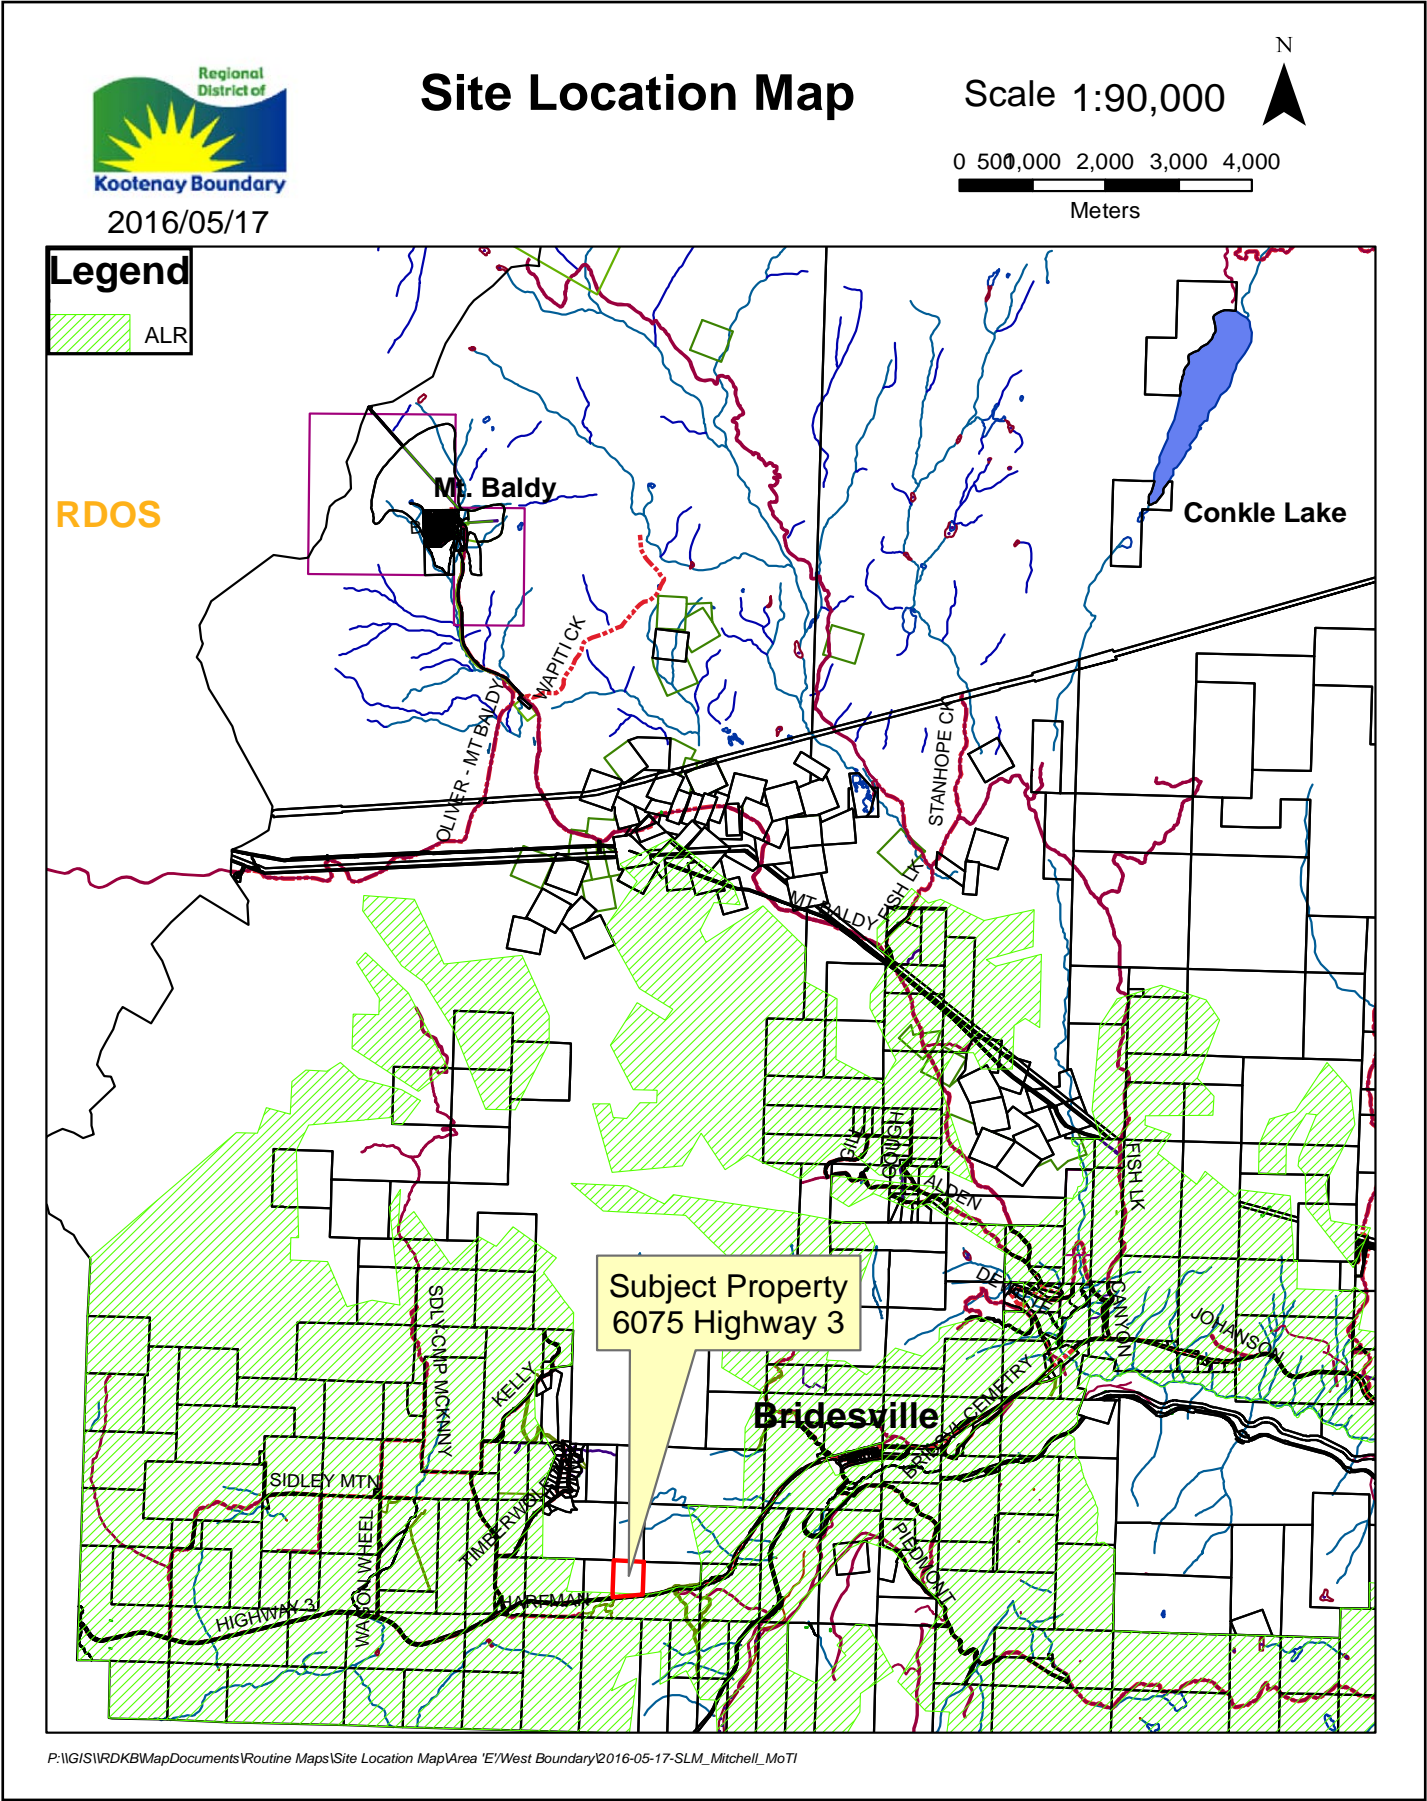 Regional
District of
Kootenay Boundary
2016/05/17
Site Location Map
Scale 1:90,000
N
0 500 1,000 2,000 3,000 4,000
Meters
Legend
ALR
RDOS
Mt. Baldy
Conkle Lake
WAPITI CK
OLIVER - MT BALDY
STANHOPE CK
FISH LK
MT. BALDY
GILL
GOUGH
ALDEN
FISH LK
CANYON
JOHANSON
Subject Property
6075 Highway 3
SIDLY-CMP MCKNNY
KELLY
Bridesville
BRIDSVL CEMETRY
SIDLEY MTN
TIMBERWOLF
WAGON WHEEL
PIEDMONT
HARFMAN
HIGHWAY 3
P:\\GIS\\RDKB\MapDocuments\Routine Maps\Site Location Map\Area 'E'/West Boundary\2016-05-17-SLM_Mitchell_MoTI